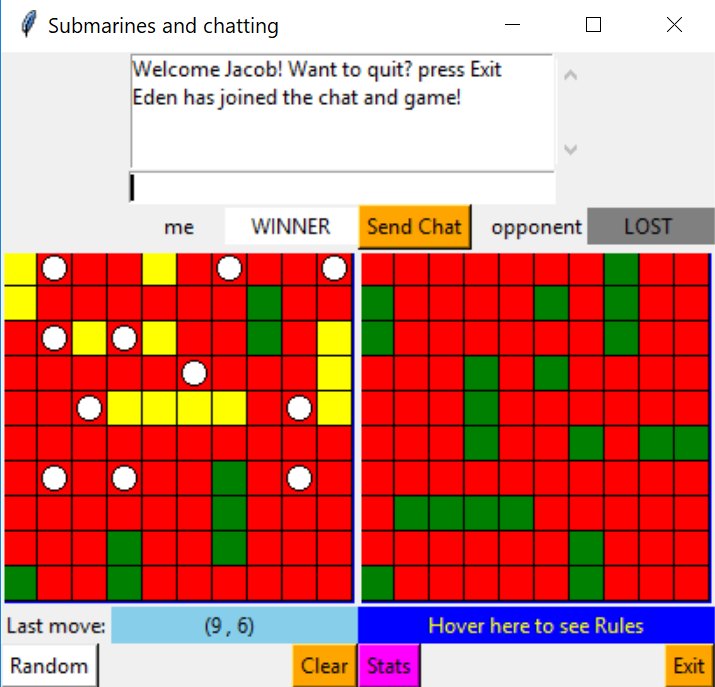 Submarines and chatting
Welcome Jacob! Want to quit? press Exit
Eden has joined the chat and game!
me WINNER Send Chat opponent LOST
Last move: (9 , 6) Hover here to see Rules
Random Clear Stats Exit